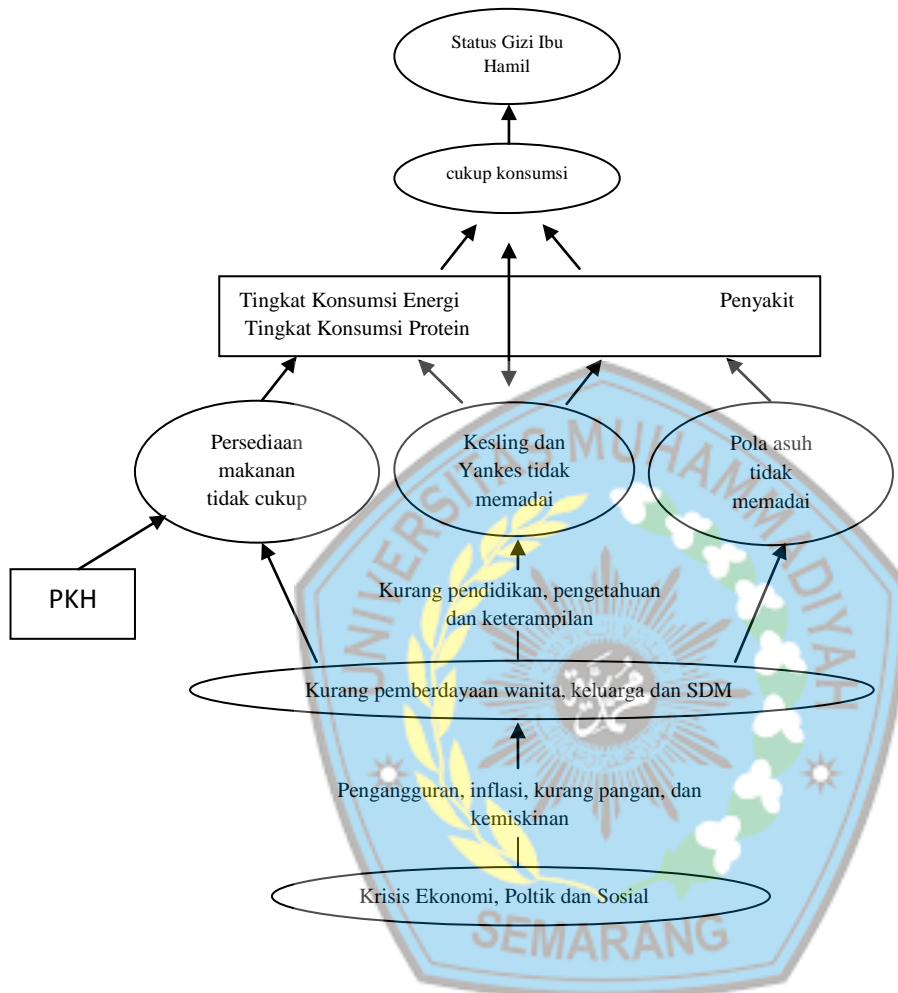 Status Gizi Ibu
Hamil
cukup konsumsi
Tingkat Konsumsi Energi
Penyakit
Tingkat Konsumsi Protein
Persediaan
makanan
tidak cukup
Kesling dan
Yankes tidak
memadai
Pola asuh
tidak
memadai
PKH
Kurang pendidikan, pengetahuan
dan keterampilan
Kurang pemberdayaan wanita, keluarga dan SDM
Pengangguran, inflasi, kurang pangan, dan
kemiskinan
Krisis Ekonomi, Poltik dan Sosial
UNIVERSITAS MUHAMMADIYAH
SEMARANG